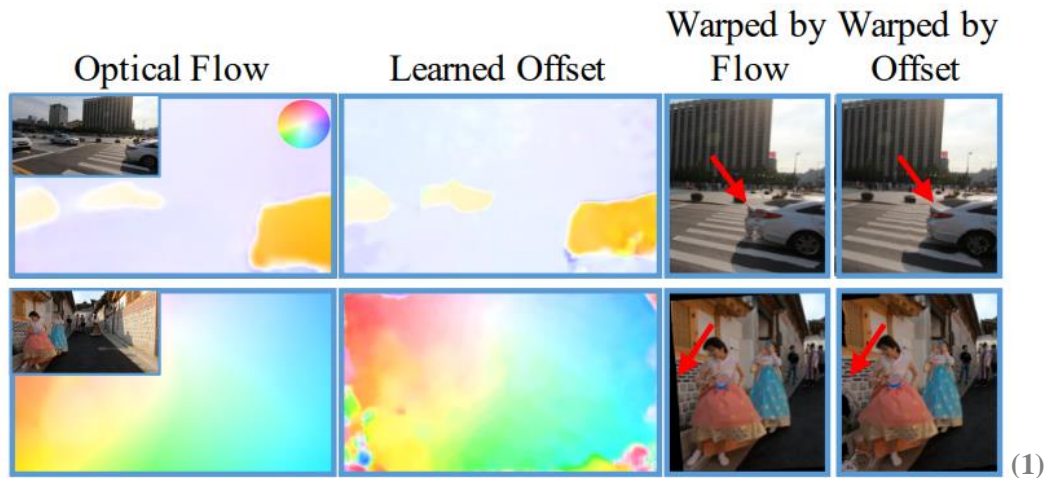 Optical Flow
Learned Offset
Warped by
Flow
Warped by
Offset
(1)